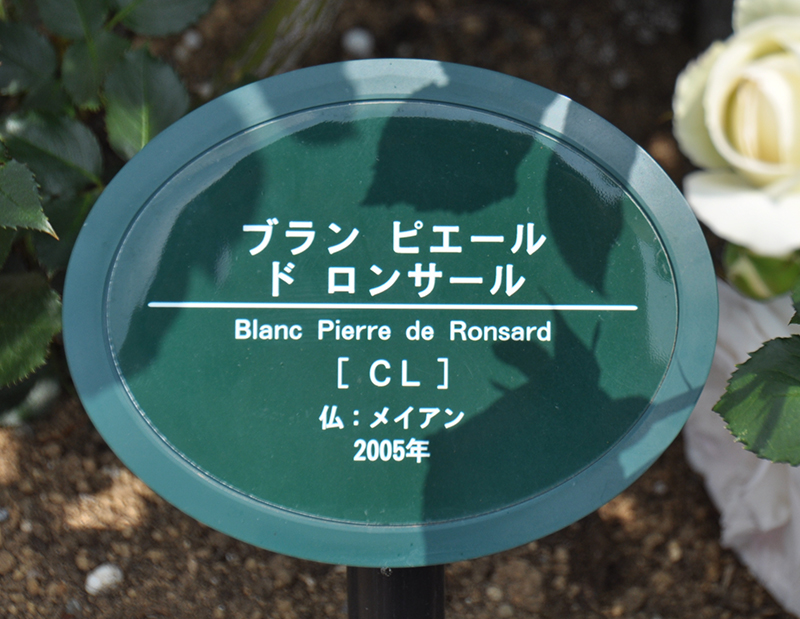 ブラン ピエール
ド ロンサール
Blanc Pierre de Ronsard
[ CL ]
仏：メイアン
2005年